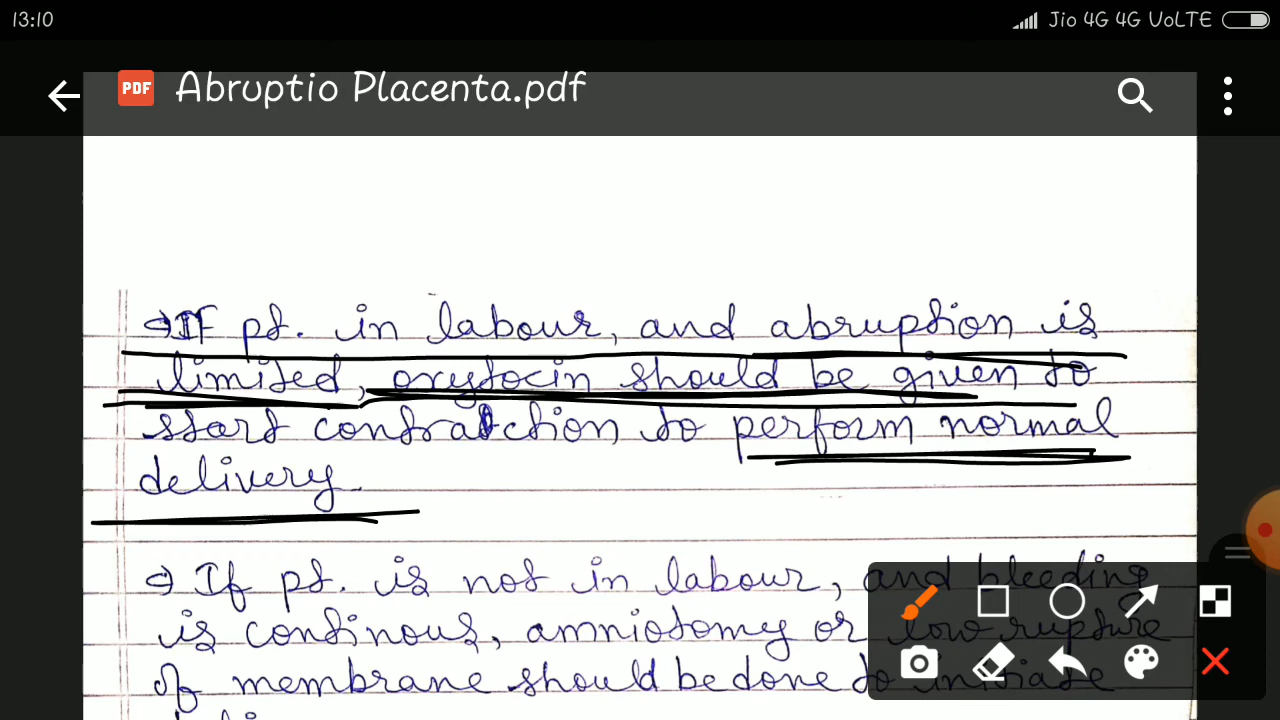 13:10
Jio 4G 4G VoLTE
PDF
Abruptio Placenta.pdf
⇒ If pt. in labour, and abruption is
limited, oxytocin should be given to
start contraction to perform normal
delivery.
⇒ If pt. is not in labour, and bleeding
is continous, amniotomy or low rupture
of membrane should be done to initiate